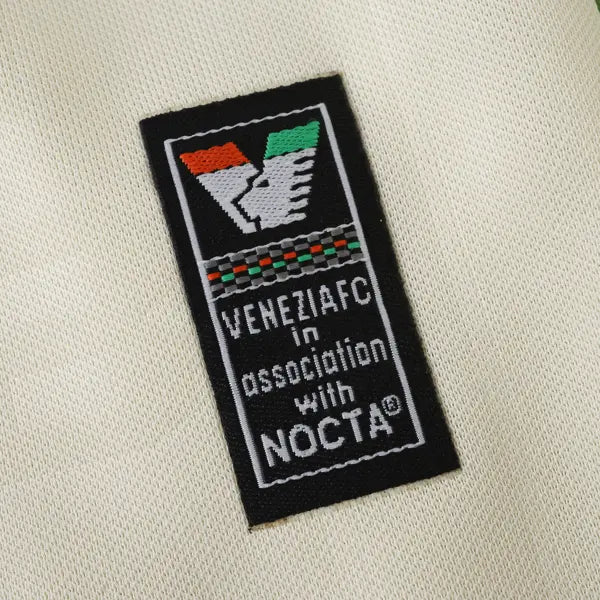 VENEZIAFC
in
association
with
NOCTA®